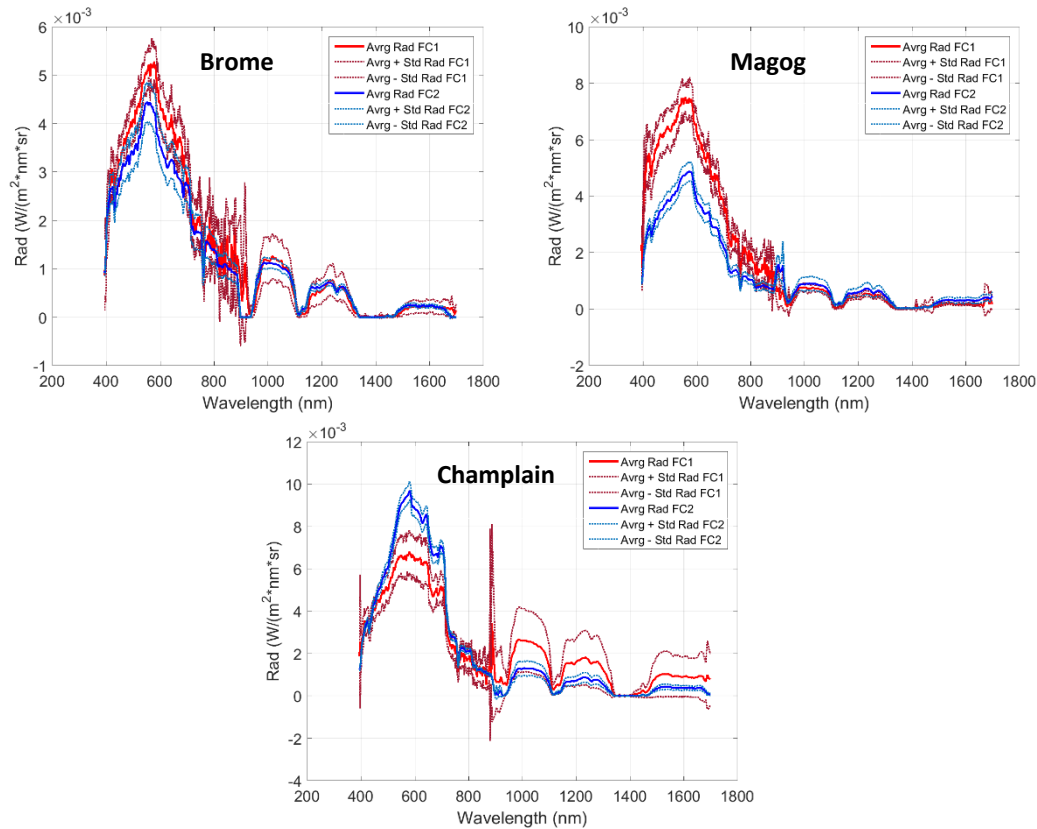 ×10⁻³
Brome
Avrg Rad FC1
Avrg + Std Rad FC1
Avrg - Std Rad FC1
Avrg Rad FC2
Avrg + Std Rad FC2
Avrg - Std Rad FC2
6
5
4
3
2
1
0
-1
Rad (W/(m²*nm*sr)
200 400 600 800 1000 1200 1400 1600 1800
Wavelength (nm)
×10⁻³
Magog
Avrg Rad FC1
Avrg + Std Rad FC1
Avrg - Std Rad FC1
Avrg Rad FC2
Avrg + Std Rad FC2
Avrg - Std Rad FC2
10
8
6
4
2
0
-2
Rad (W/(m²*nm*sr)
200 400 600 800 1000 1200 1400 1600 1800
Wavelength (nm)
×10⁻³
Champlain
Avrg Rad FC1
Avrg + Std Rad FC1
Avrg - Std Rad FC1
Avrg Rad FC2
Avrg + Std Rad FC2
Avrg - Std Rad FC2
12
10
8
6
4
2
0
-2
-4
Rad (W/(m²*nm*sr)
200 400 600 800 1000 1200 1400 1600 1800
Wavelength (nm)